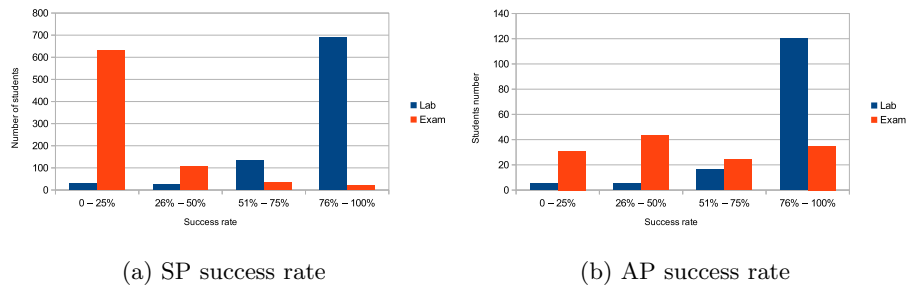 800
700
600
500
400
300
200
100
0
Number of students
0 – 25%
26% – 50%
51% – 75%
76% – 100%
Success rate
Lab
Exam
(a) SP success rate
140
120
100
80
60
40
20
0
Students number
0 – 25%
26% – 50%
51% – 75%
76% – 100%
Success rate
Lab
Exam
(b) AP success rate